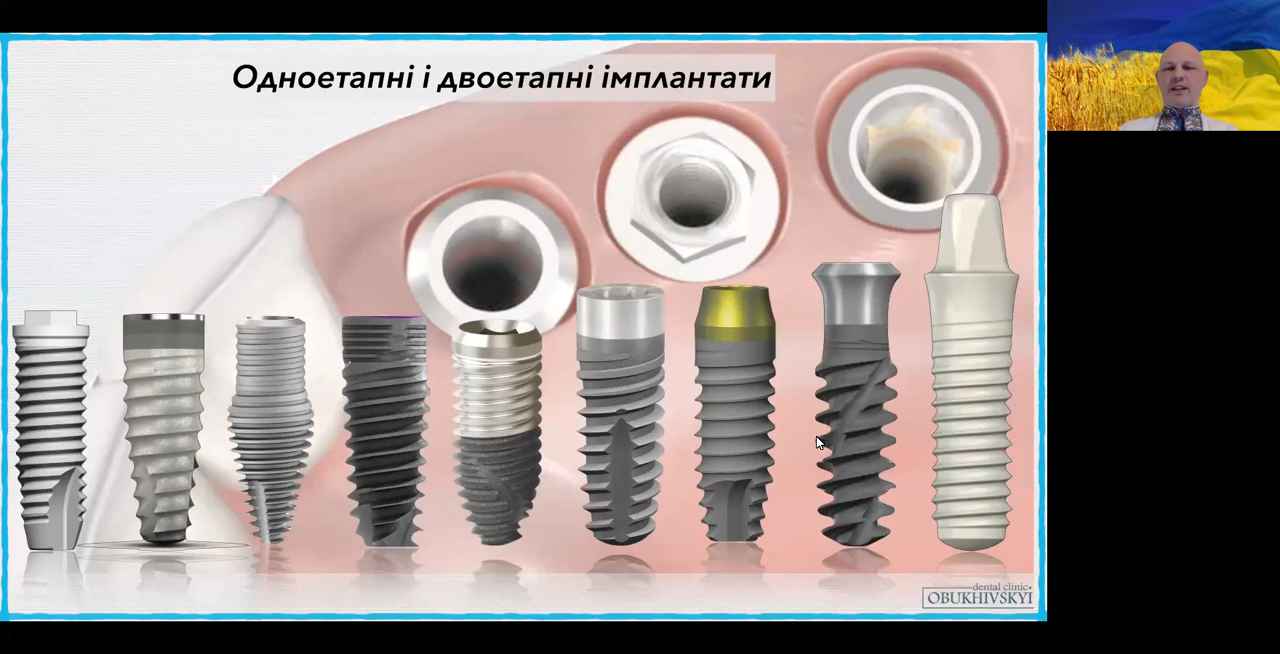 Одноетапні і двоетапні імплантати
dental clinic
OBUKHIVSKYI